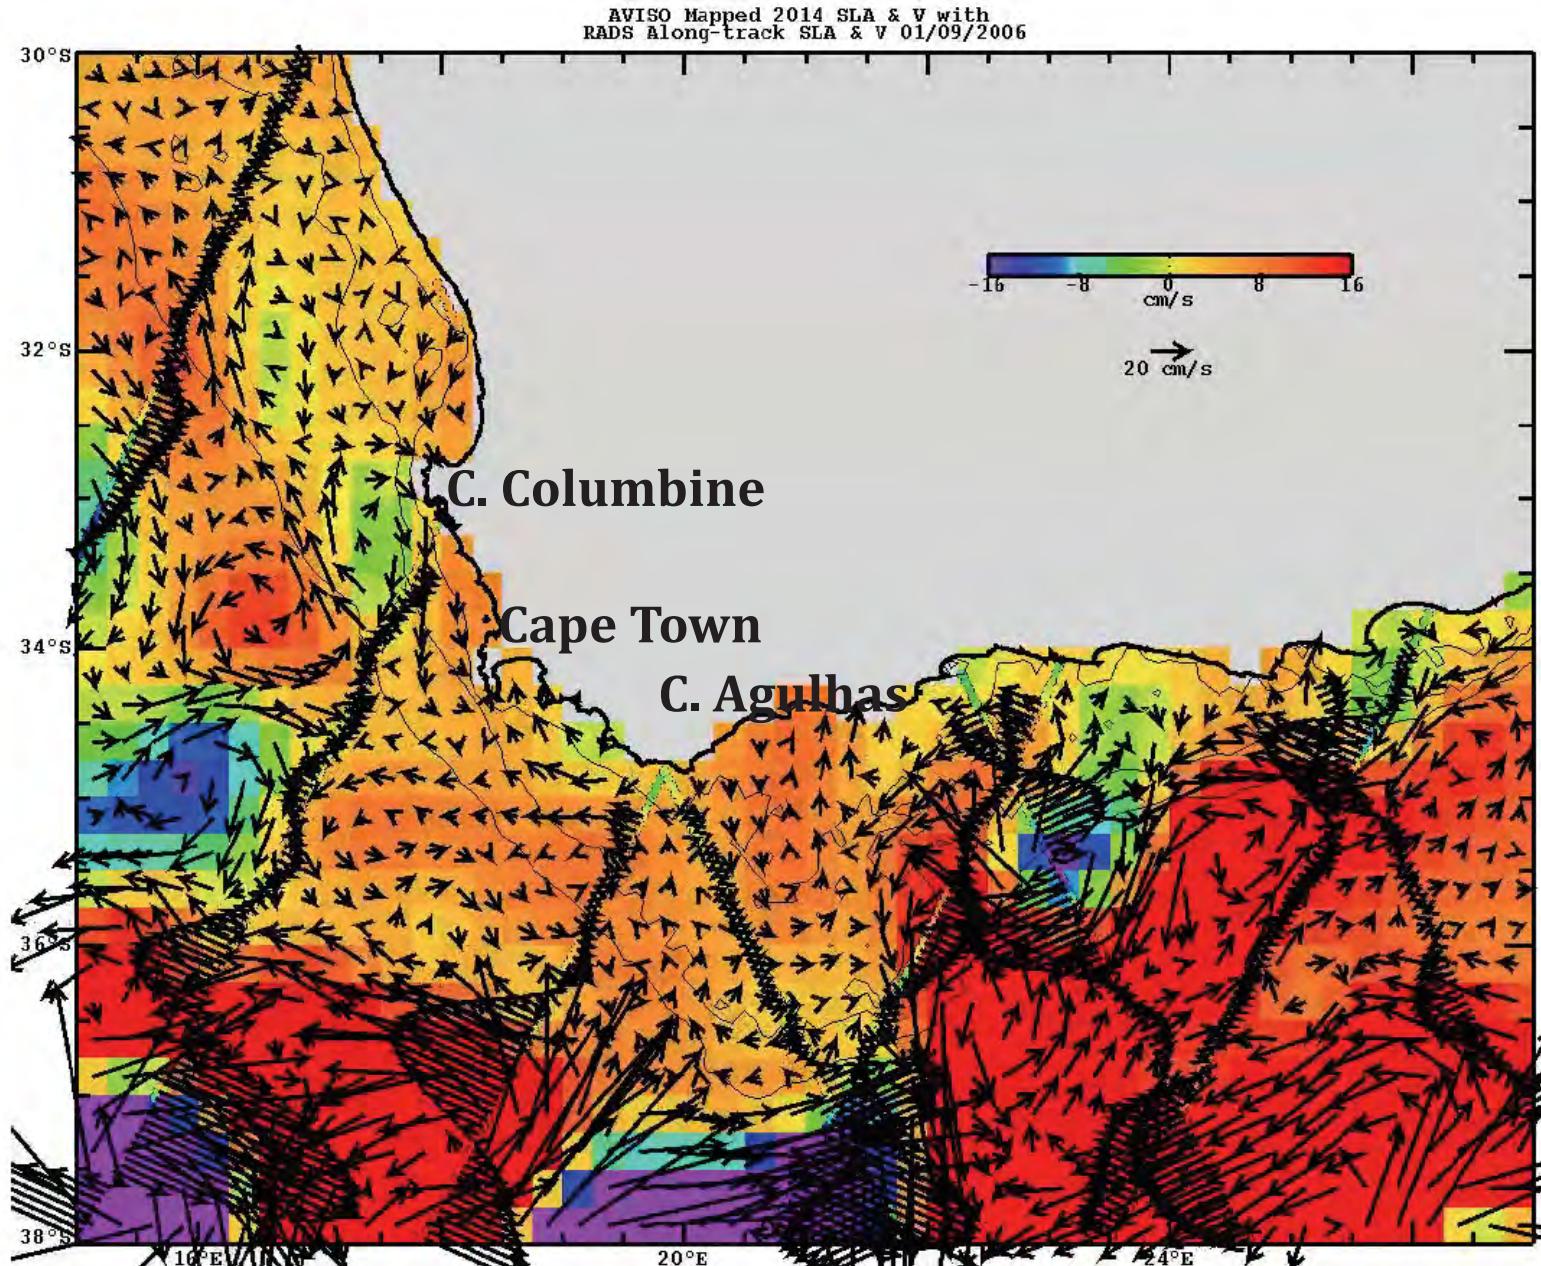 AVISO Mapped 2014 SLA & V with
RADS Along-track SLA & V 01/09/2006
30°S
-16 -8 0 8 16
cm/s
32°S
20 cm/s
C. Columbine
Cape Town
34°S
C. Agulhas
36°S
38°S
16°E 20°E 24°E